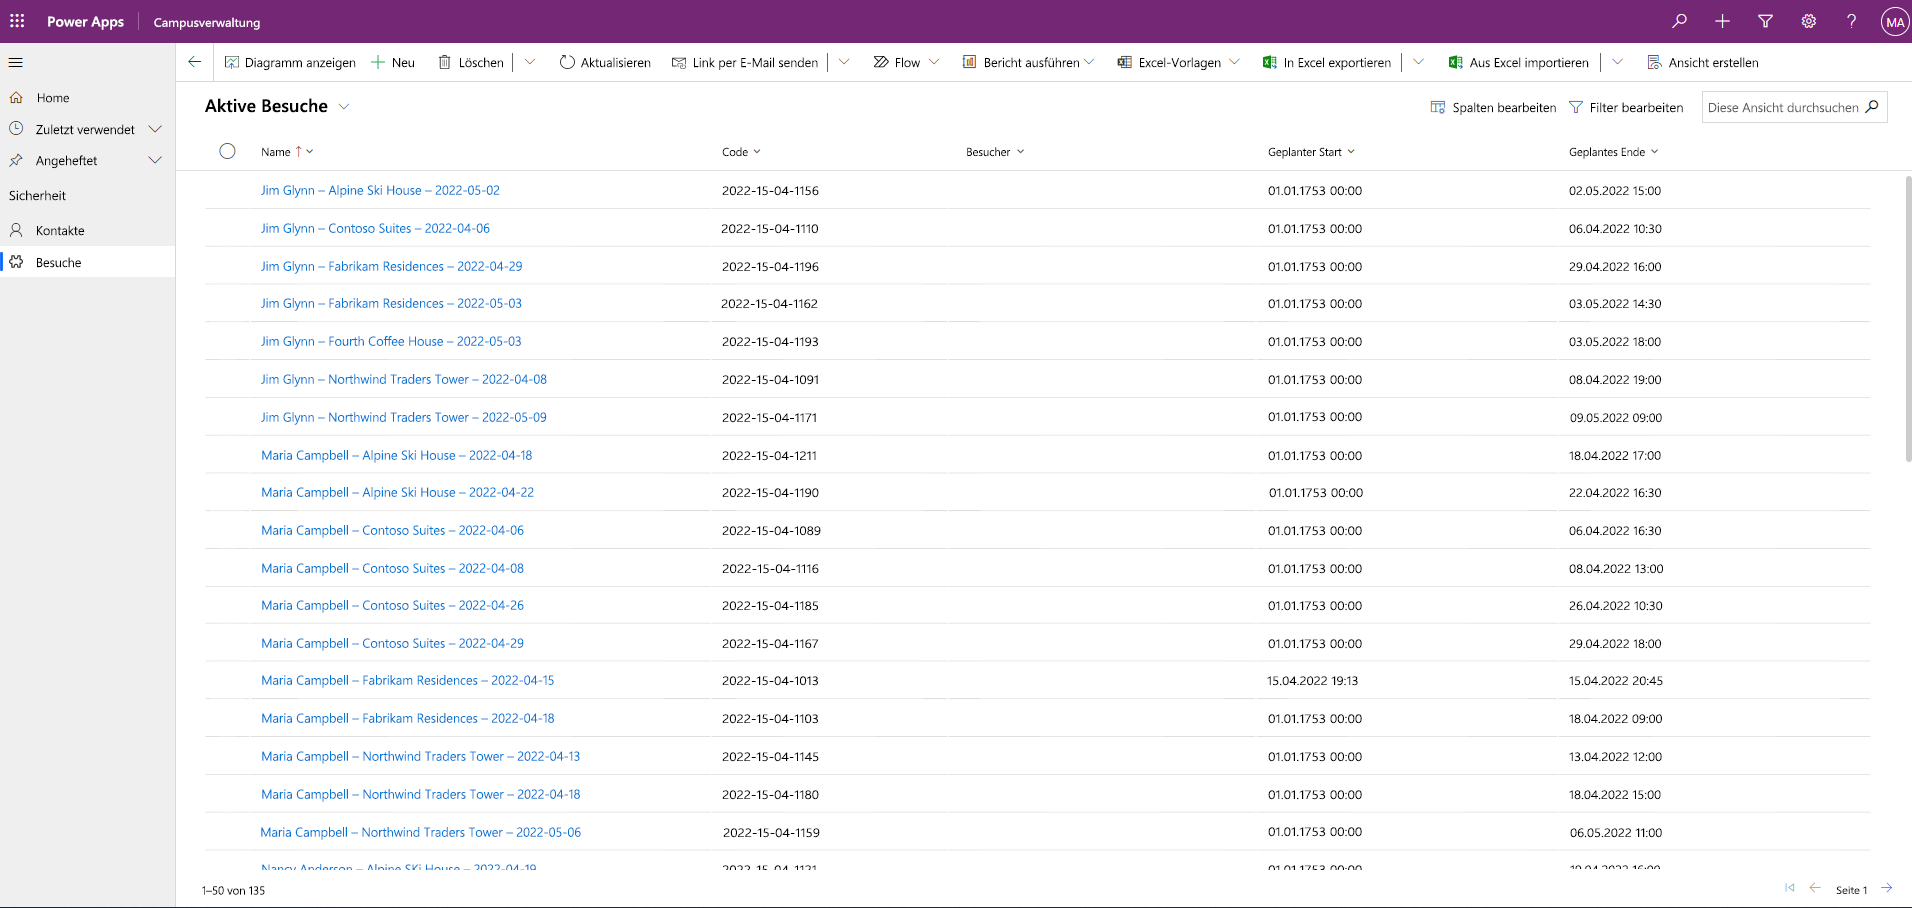 Power Apps Campusverwaltung MA
Diagramm anzeigen Neu Löschen Aktualisieren Link per E-Mail senden Flow Bericht ausführen Excel-Vorlagen In Excel exportieren Aus Excel importieren Ansicht erstellen
Home
Zuletzt verwendet
Angeheftet
Sicherheit
Kontakte
Besuche
Aktive Besuche Spalten bearbeiten Filter bearbeiten Diese Ansicht durchsuchen
Name Code Besucher Geplanter Start Geplantes Ende
Jim Glynn – Alpine Ski House – 2022-05-02 2022-15-04-1156 01.01.1753 00:00 02.05.2022 15:00
Jim Glynn – Contoso Suites – 2022-04-06 2022-15-04-1110 01.01.1753 00:00 06.04.2022 10:30
Jim Glynn – Fabrikam Residences – 2022-04-29 2022-15-04-1196 01.01.1753 00:00 29.04.2022 16:00
Jim Glynn – Fabrikam Residences – 2022-05-03 2022-15-04-1162 01.01.1753 00:00 03.05.2022 14:30
Jim Glynn – Fourth Coffee House – 2022-05-03 2022-15-04-1193 01.01.1753 00:00 03.05.2022 18:00
Jim Glynn – Northwind Traders Tower – 2022-04-08 2022-15-04-1091 01.01.1753 00:00 08.04.2022 19:00
Jim Glynn – Northwind Traders Tower – 2022-05-09 2022-15-04-1171 01.01.1753 00:00 09.05.2022 09:00
Maria Campbell – Alpine Ski House – 2022-04-18 2022-15-04-1211 01.01.1753 00:00 18.04.2022 17:00
Maria Campbell – Alpine Ski House – 2022-04-22 2022-15-04-1190 01.01.1753 00:00 22.04.2022 16:30
Maria Campbell – Contoso Suites – 2022-04-06 2022-15-04-1089 01.01.1753 00:00 06.04.2022 16:30
Maria Campbell – Contoso Suites – 2022-04-08 2022-15-04-1116 01.01.1753 00:00 08.04.2022 13:00
Maria Campbell – Contoso Suites – 2022-04-26 2022-15-04-1185 01.01.1753 00:00 26.04.2022 10:30
Maria Campbell – Contoso Suites – 2022-04-29 2022-15-04-1167 01.01.1753 00:00 29.04.2022 18:00
Maria Campbell – Fabrikam Residences – 2022-04-15 2022-15-04-1013 15.04.2022 19:13 15.04.2022 20:45
Maria Campbell – Fabrikam Residences – 2022-04-18 2022-15-04-1103 01.01.1753 00:00 18.04.2022 09:00
Maria Campbell – Northwind Traders Tower – 2022-04-13 2022-15-04-1145 01.01.1753 00:00 13.04.2022 12:00
Maria Campbell – Northwind Traders Tower – 2022-04-18 2022-15-04-1180 01.01.1753 00:00 18.04.2022 15:00
Maria Campbell – Northwind Traders Tower – 2022-05-06 2022-15-04-1159 01.01.1753 00:00 06.05.2022 11:00
Nancy Anderson – Alpine SKi House – 2022-04-19 2022-15-04-1121 01.01.1753 00:00 19.04.2022 16:00
1–50 von 135 Seite 1